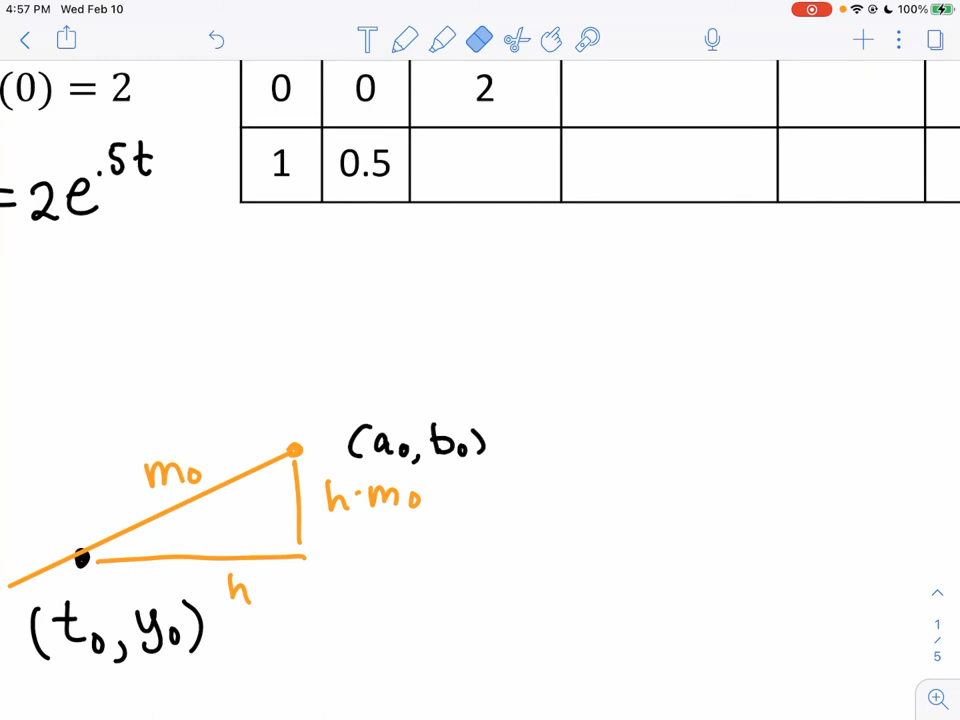 4:57 PM Wed Feb 10 100%
T
(0) = 2
0 0 2
= 2e^.5t
1 0.5
(a₀, b₀)
m₀
h·m₀
h
(t₀, y₀)
1
/
5